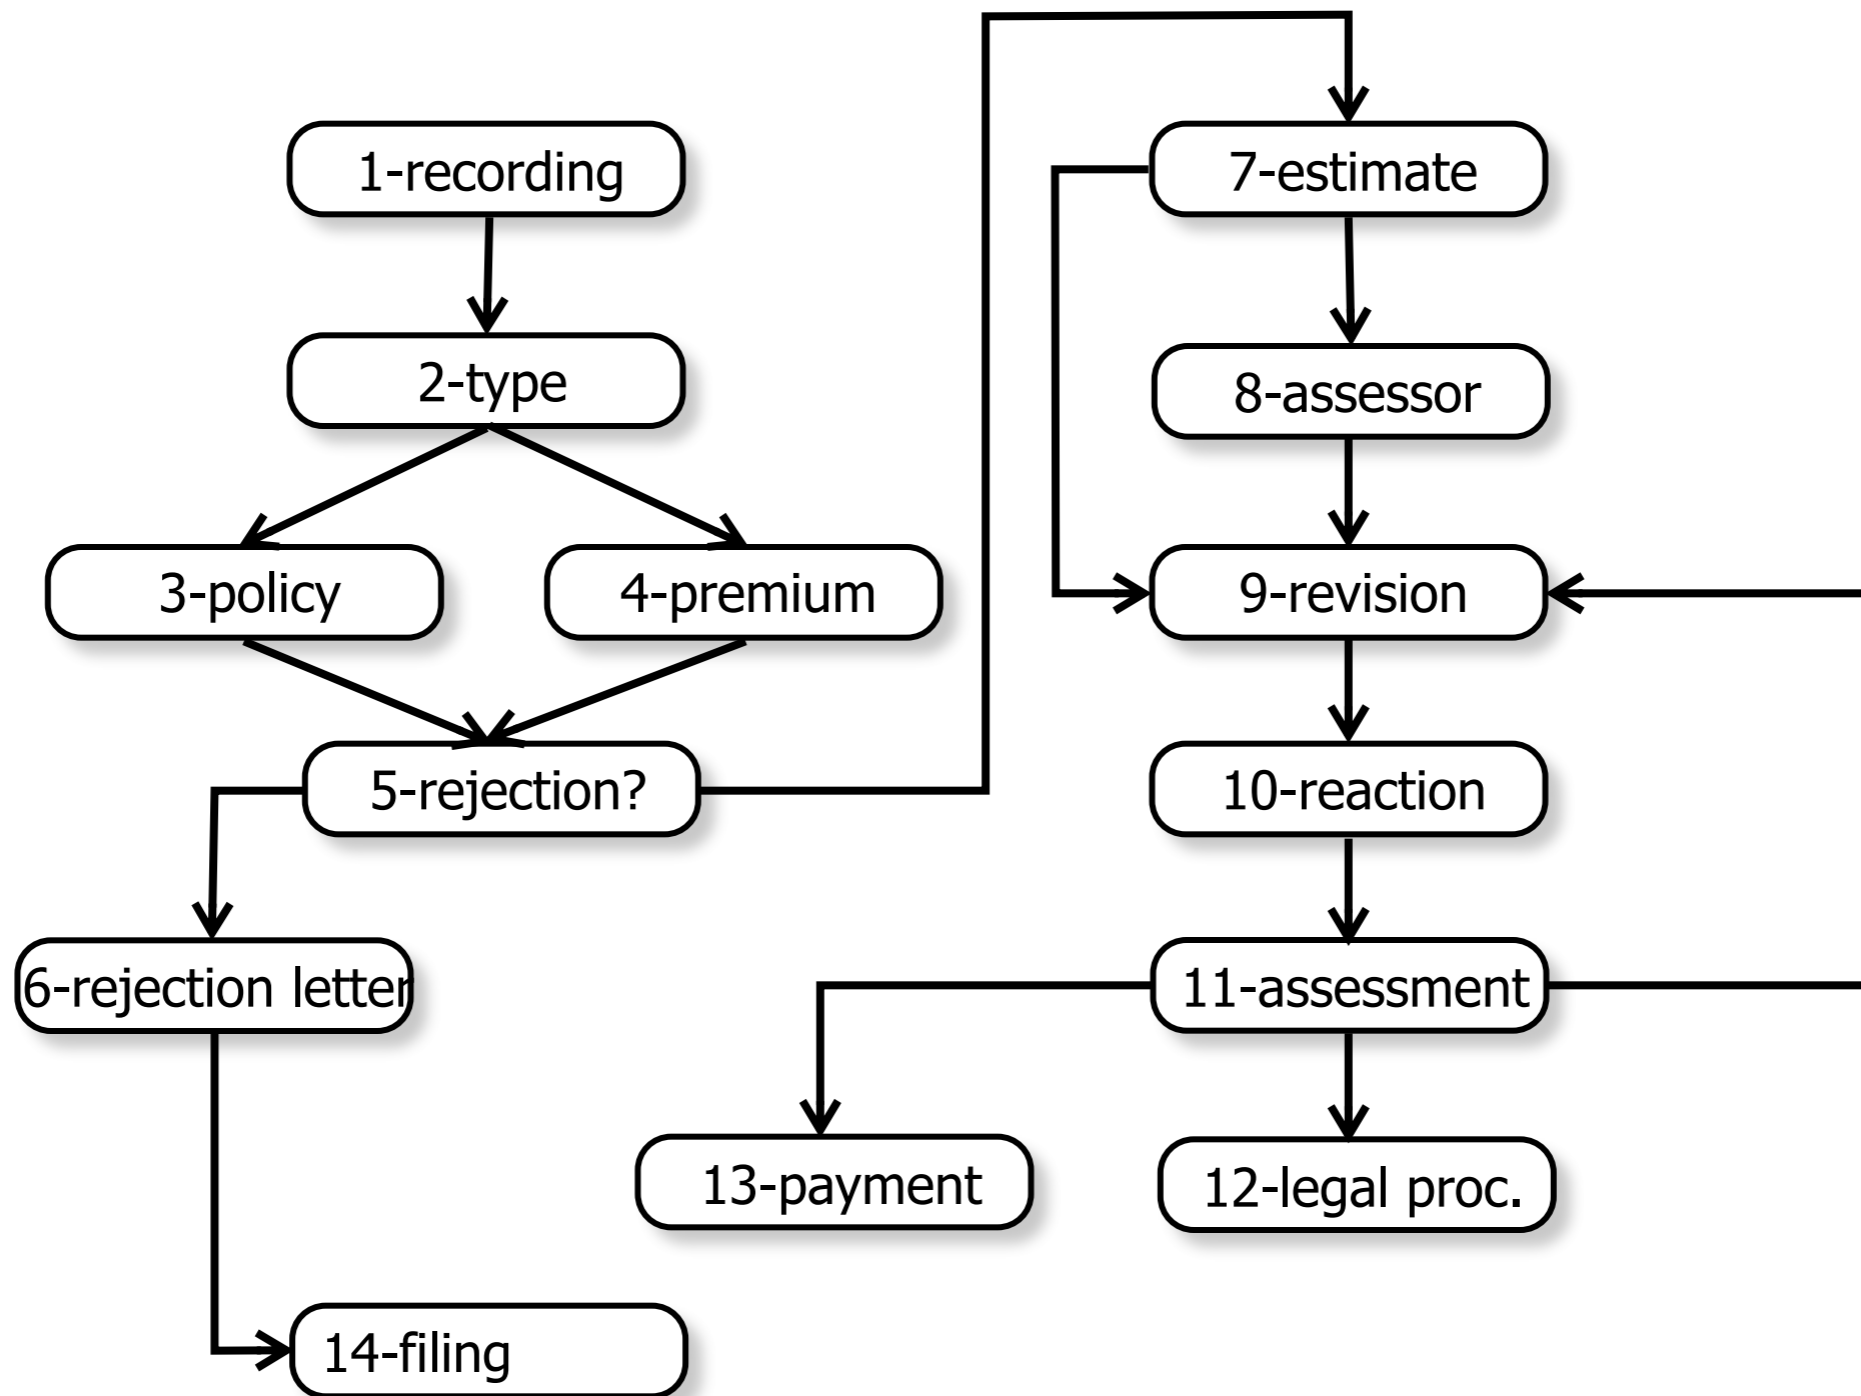 1-recording
2-type
3-policy
4-premium
5-rejection?
6-rejection letter
14-filing
7-estimate
8-assessor
9-revision
10-reaction
11-assessment
13-payment
12-legal proc.